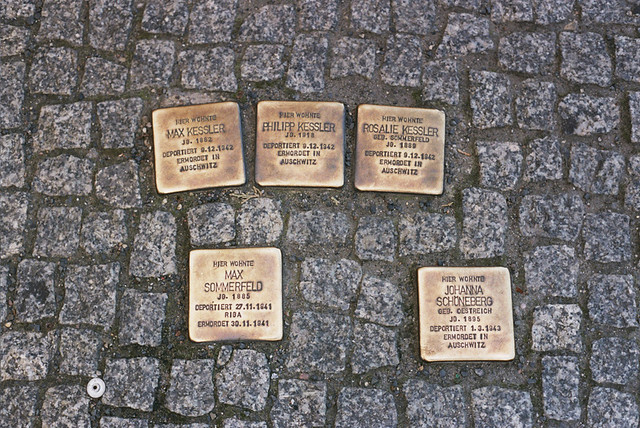 HIER WOHNTE
MAX KESSLER
JG. 1882
DEPORTIERT 9.12.1942
ERMORDET IN
AUSCHWITZ
HIER WOHNTE
PHILIPP KESSLER
JG. 1918
DEPORTIERT 9.12.1942
ERMORDET IN
AUSCHWITZ
HIER WOHNTE
ROSALIE KESSLER
GEB. SOMMERFELD
JG. 1889
DEPORTIERT 9.12.1942
ERMORDET IN
AUSCHWITZ
HIER WOHNTE
MAX
SOMMERFELD
JG. 1885
DEPORTIERT 27.11.1941
RIGA
ERMORDET 30.11.1941
HIER WOHNTE
JOHANNA
SCHÖNEBERG
GEB. OESTREICH
JG. 1895
DEPORTIERT 1.3.1943
ERMORDET IN
AUSCHWITZ